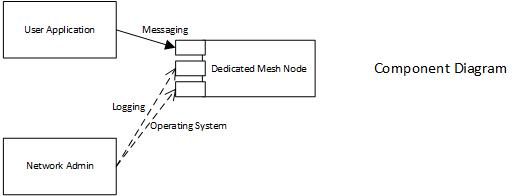 User Application
Messaging
Dedicated Mesh Node
Component Diagram
Logging
Operating System
Network Admin